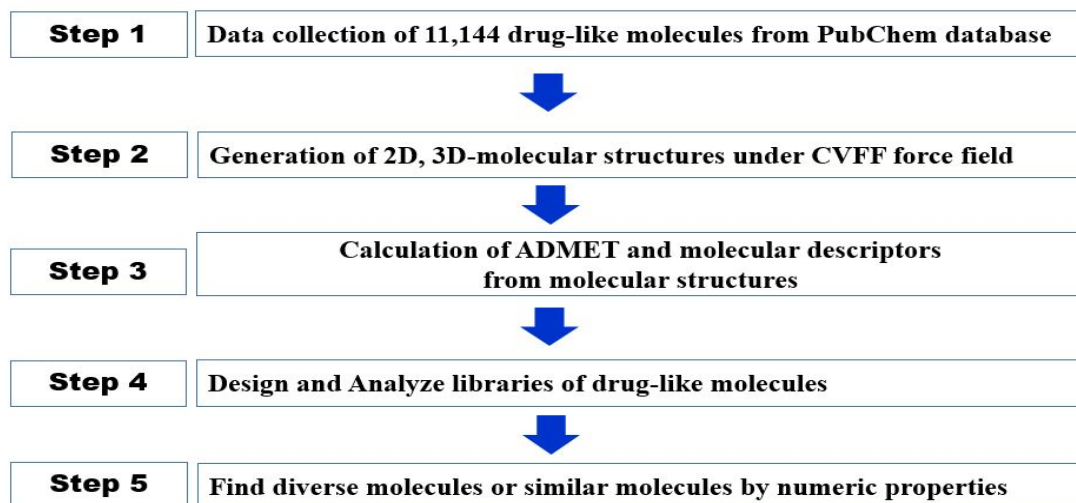 Step 1
Data collection of 11,144 drug-like molecules from PubChem database
Step 2
Generation of 2D, 3D-molecular structures under CVFF force field
Step 3
Calculation of ADMET and molecular descriptors
from molecular structures
Step 4
Design and Analyze libraries of drug-like molecules
Step 5
Find diverse molecules or similar molecules by numeric properties